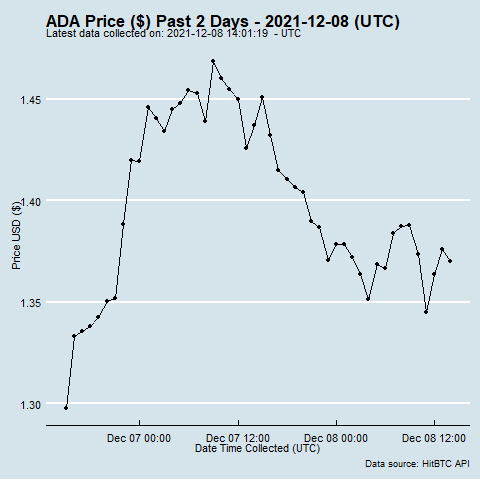 ADA Price ($) Past 2 Days - 2021-12-08 (UTC)
Latest data collected on: 2021-12-08 14:01:19 - UTC
1.45
1.40
1.35
1.30
Price USD ($)
Dec 07 00:00 Dec 07 12:00 Dec 08 00:00 Dec 08 12:00
Date Time Collected (UTC)
Data source: HitBTC API